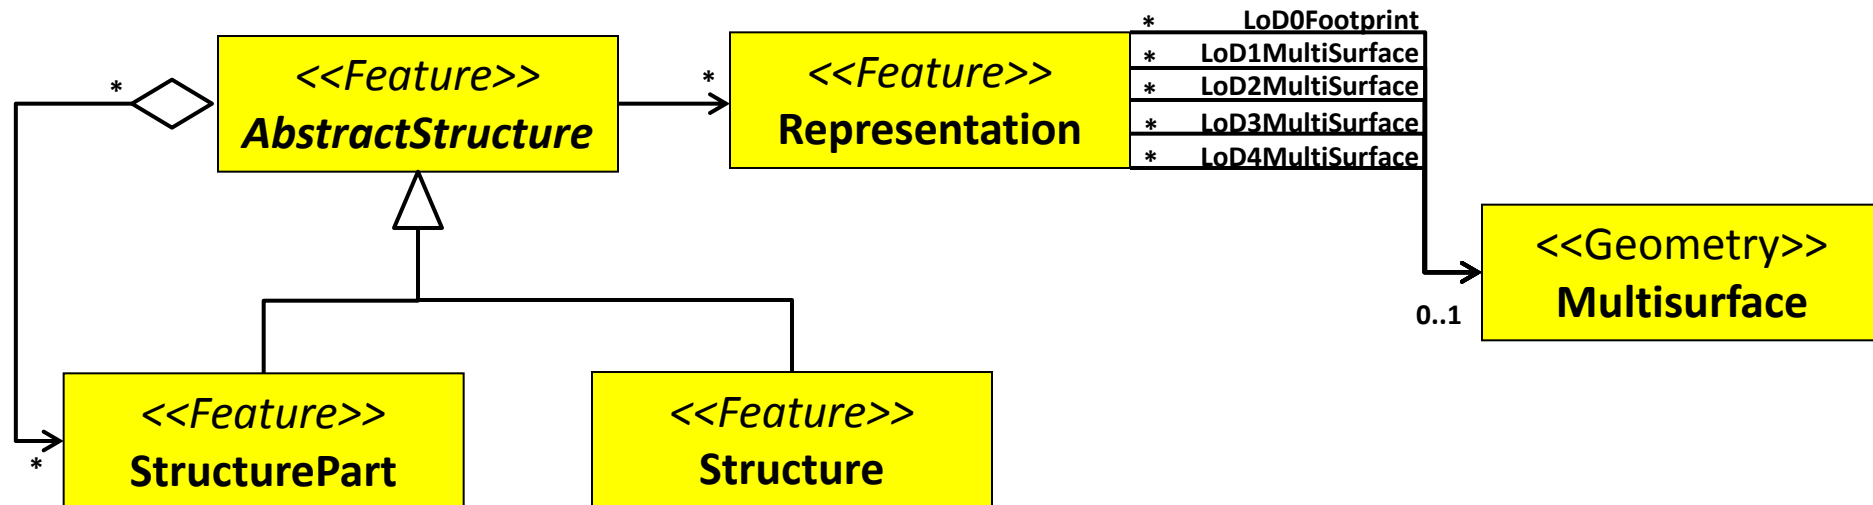 *
<<Feature>>
AbstractStructure
*
<<Feature>>
Representation
* LoD0Footprint
* LoD1MultiSurface
* LoD2MultiSurface
* LoD3MultiSurface
* LoD4MultiSurface
<<Geometry>>
Multisurface
0..1
*
<<Feature>>
StructurePart
<<Feature>>
Structure